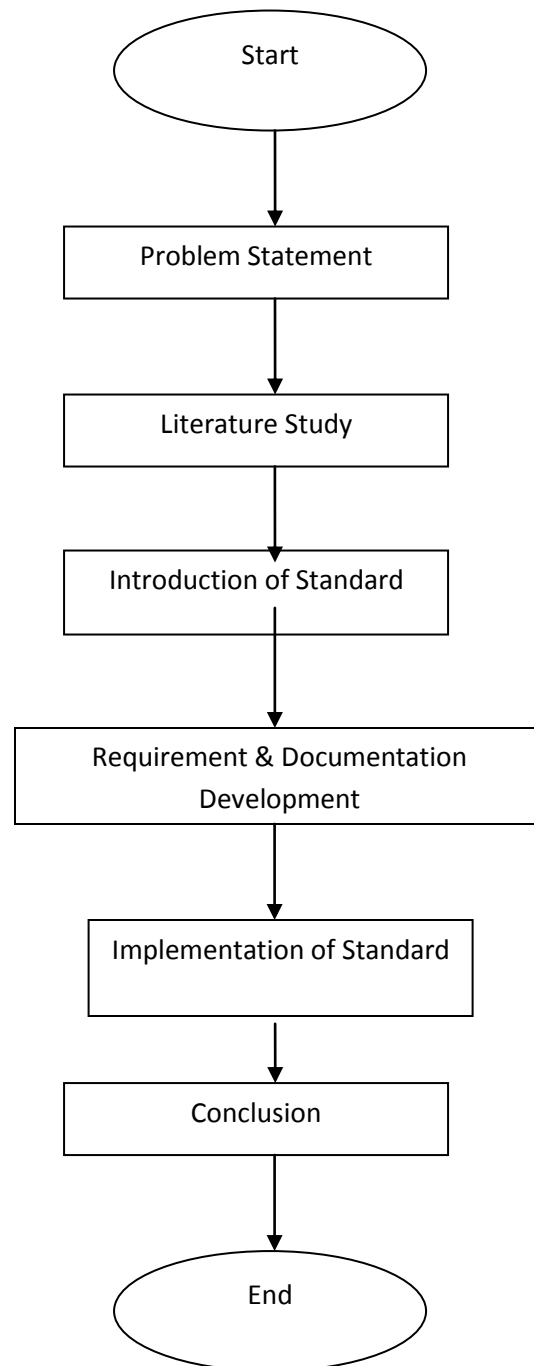 Start
Problem Statement
Literature Study
Introduction of Standard
Requirement & Documentation
Development
Implementation of Standard
Conclusion
End